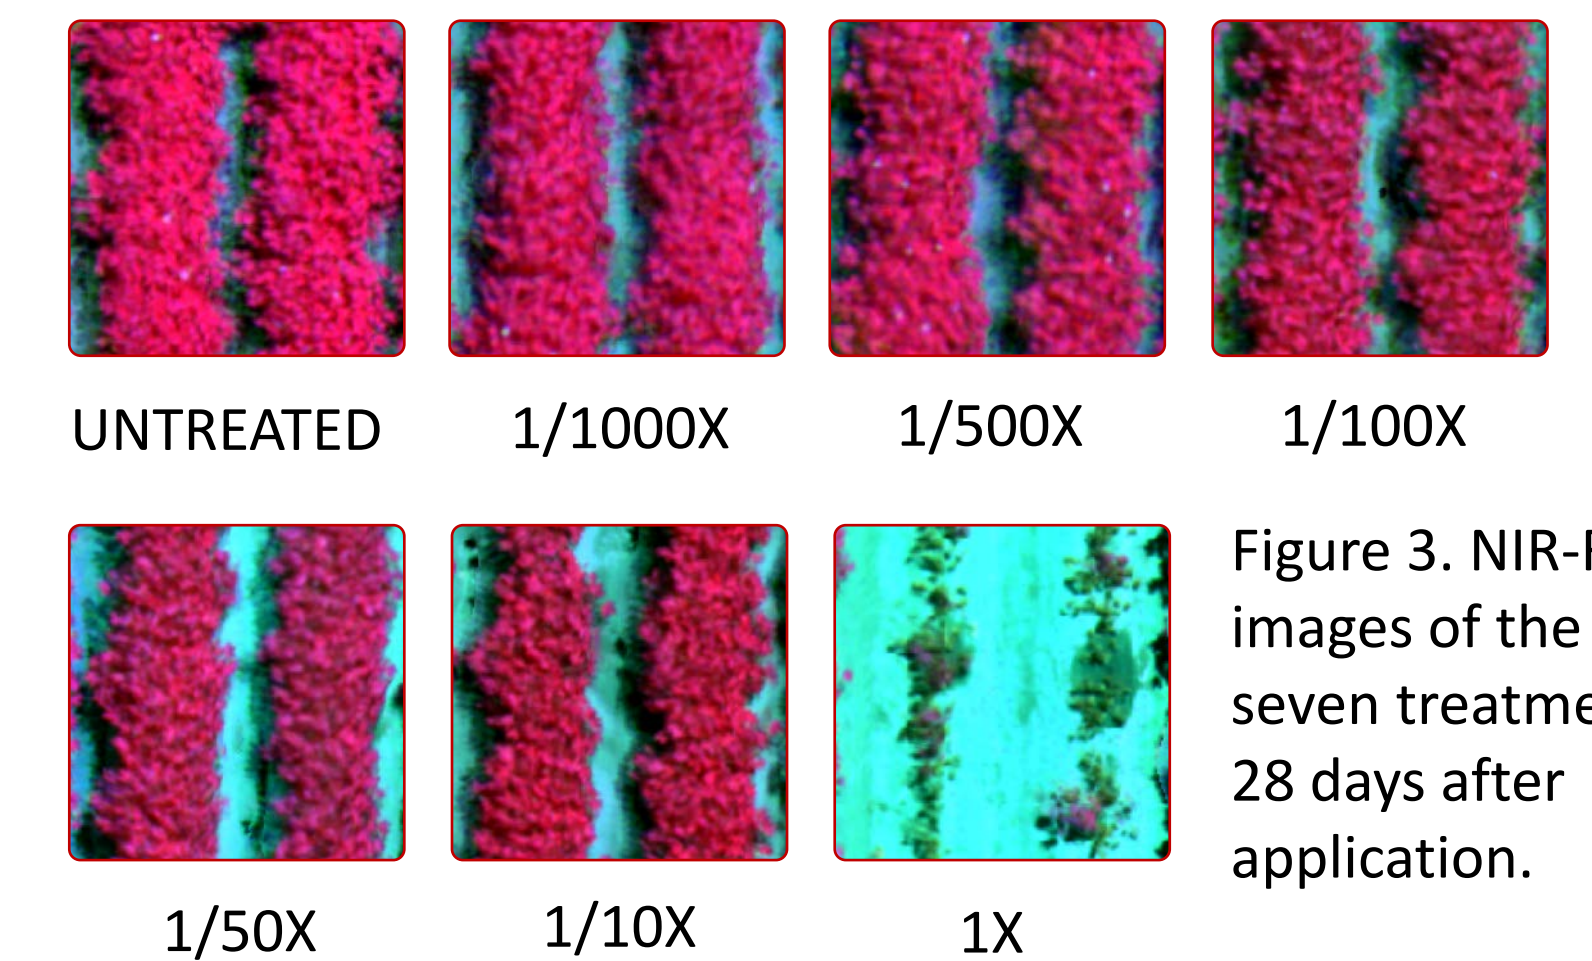 UNTREATED
1/1000X
1/500X
1/100X
1/50X
1/10X
1X
Figure 3. NIR-
images of the
seven
28 days after
application.